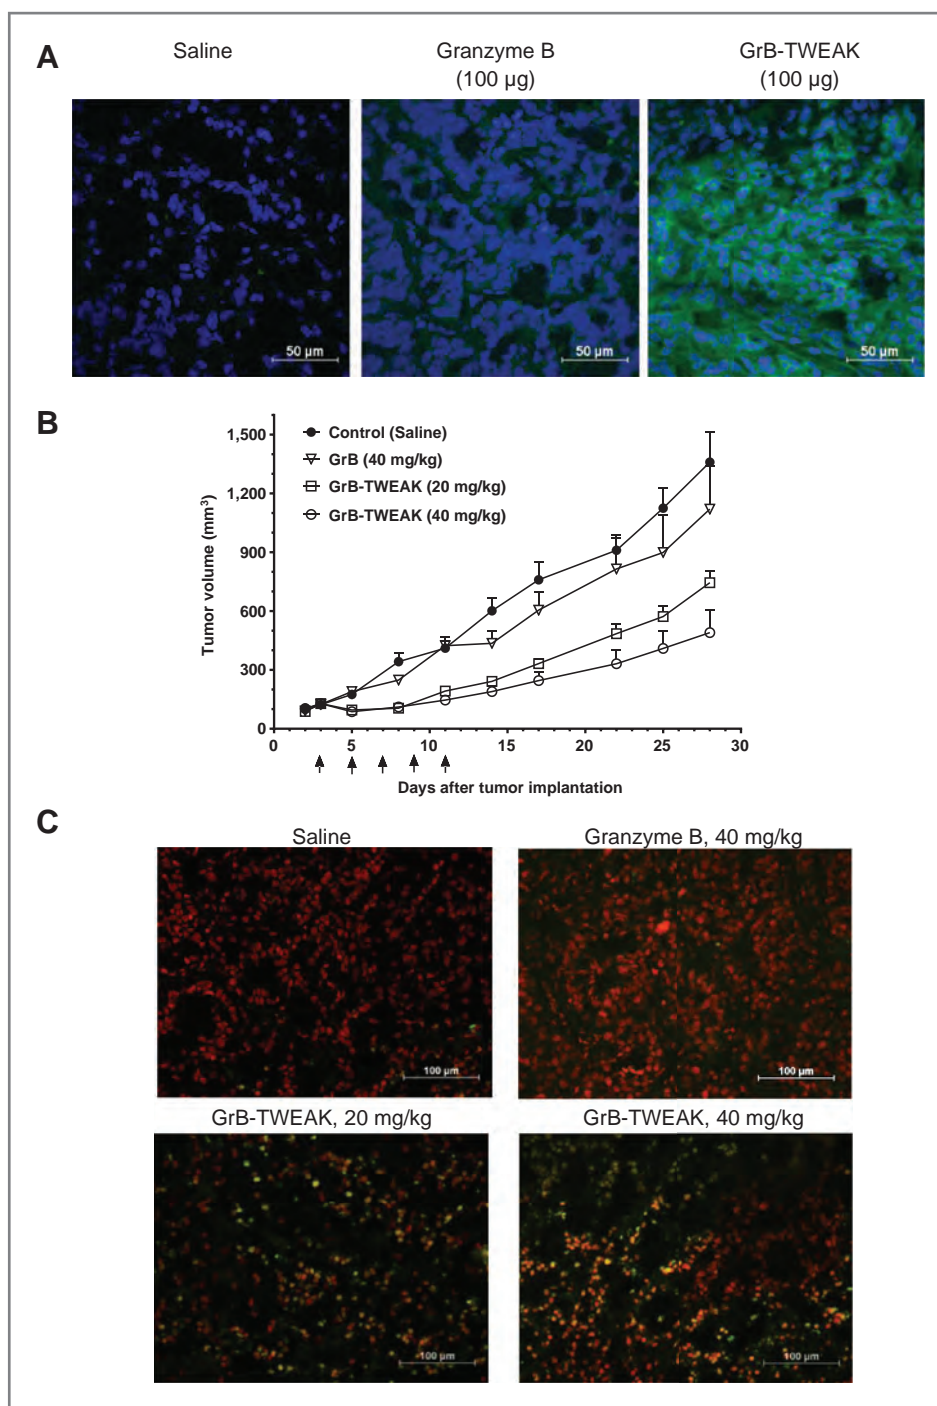 A
Saline
Granzyme B
(100 µg)
GrB-TWEAK
(100 µg)
50 µm
50 µm
50 µm
B
1,500
1,200
900
600
300
0
Tumor volume (mm³)
Control (Saline)
GrB (40 mg/kg)
GrB-TWEAK (20 mg/kg)
GrB-TWEAK (40 mg/kg)
0
5
10
15
20
25
30
Days after tumor implantation
C
Saline
Granzyme B, 40 mg/kg
100 µm
100 µm
GrB-TWEAK, 20 mg/kg
GrB-TWEAK, 40 mg/kg
100 µm
100 µm